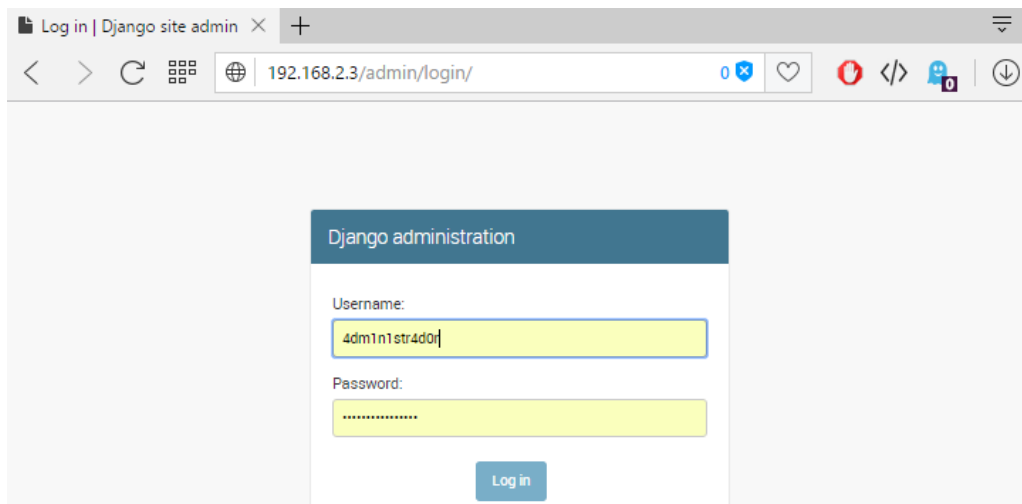 Log in | Django site admin
192.168.2.3/admin/login/
0
0
Django administration
Username:
4dm1n1str4d0r
Password:
••••••••••••••••
Log in